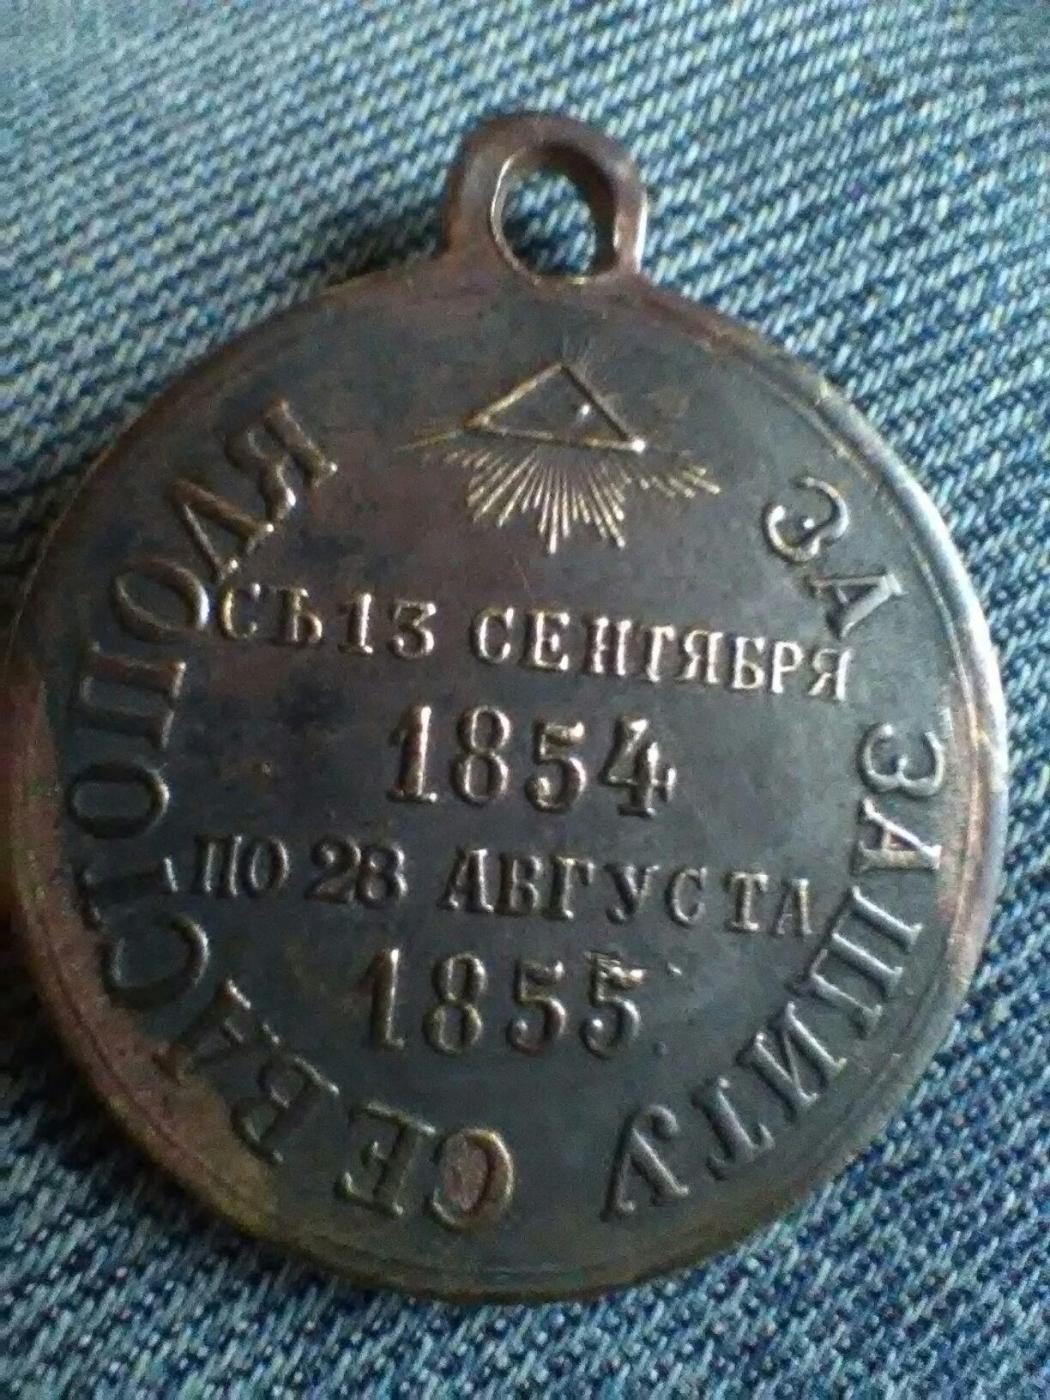 ЗА ЗАЩИТУ СЕВАСТОПОЛЯ
СЪ 13 СЕНТЯБРЯ
1854
ПО 28 АВГУСТА
1855